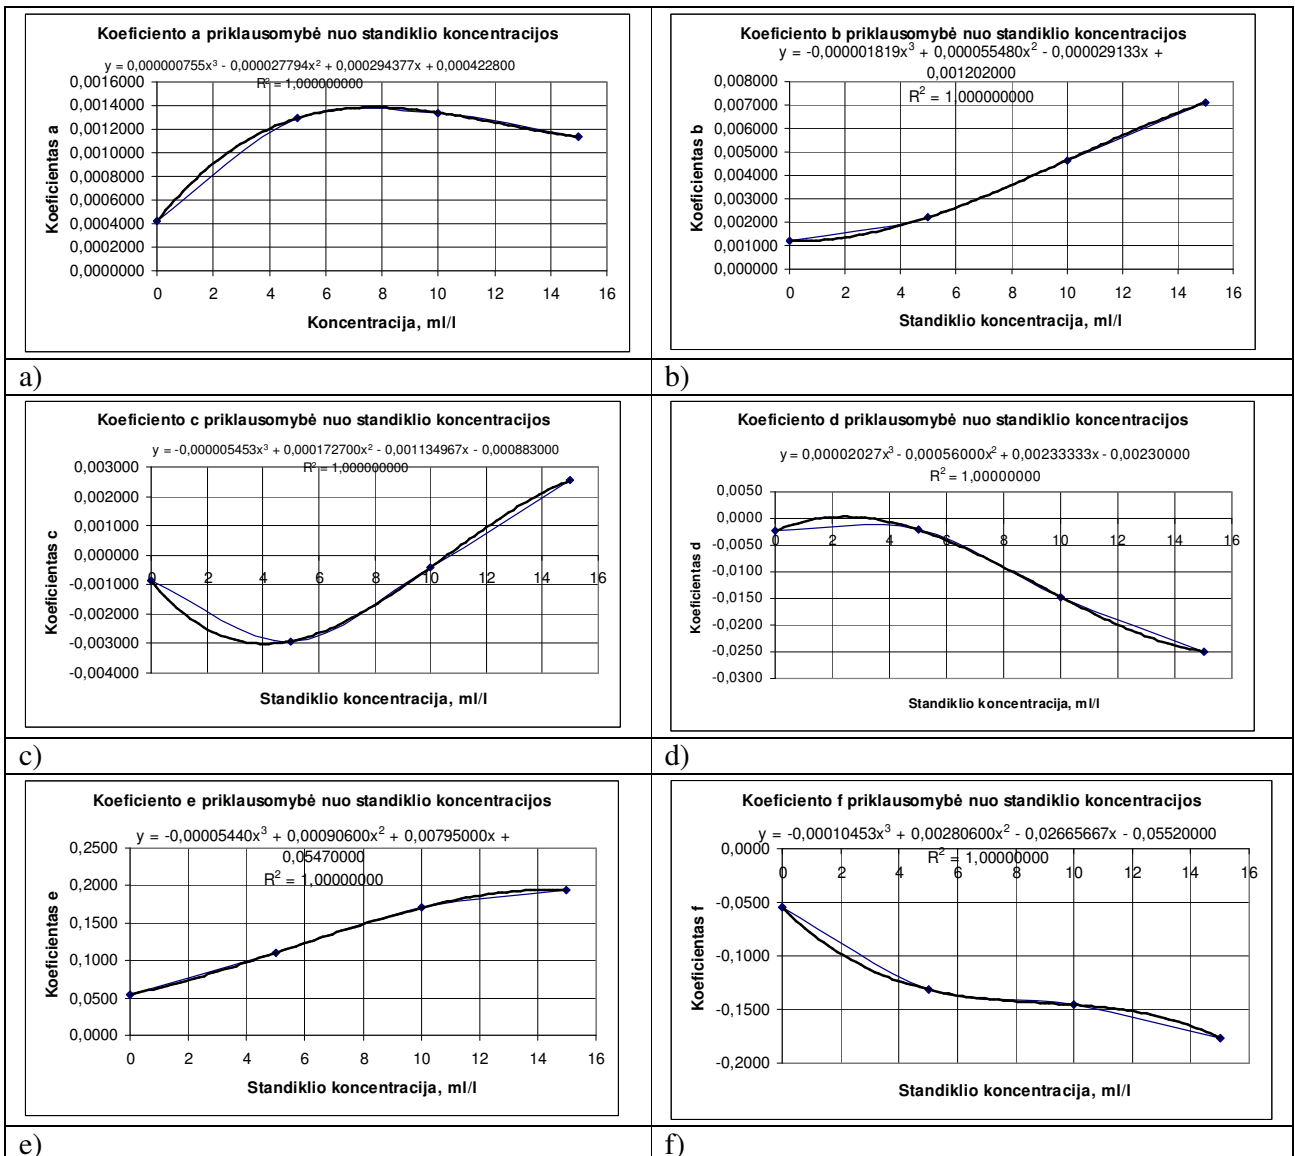 Koeficiento a priklausomybė nuo standiklio koncentracijos
y = 0,000000755x³ - 0,000027794x² + 0,000294377x + 0,000422800
R² = 1,000000000
0,0016000
0,0014000
0,0012000
0,0010000
0,0008000
0,0006000
0,0004000
0,0002000
0,0000000
Koeficientas a
0 2 4 6 8 10 12 14 16
Koncentracija, ml/l
a)
Koeficiento b priklausomybė nuo standiklio koncentracijos
y = -0,000001819x³ + 0,000055480x² - 0,000029133x +
0,001202000
R² = 1,000000000
0,008000
0,007000
0,006000
0,005000
0,004000
0,003000
0,002000
0,001000
0,000000
Koeficientas b
0 2 4 6 8 10 12 14 16
Standiklio koncentracija, ml/l
b)
Koeficiento c priklausomybė nuo standiklio koncentracijos
y = -0,000005453x³ + 0,000172700x² - 0,001134967x - 0,000883000
R² = 1,000000000
0,003000
0,002000
0,001000
0,000000
-0,001000
-0,002000
-0,003000
-0,004000
Koeficientas c
0 2 4 6 8 10 12 14 16
Standiklio koncentracija, ml/l
c)
Koeficiento d priklausomybė nuo standiklio koncentracijos
y = 0,00002027x³ - 0,00056000x² + 0,00233333x - 0,00230000
R² = 1,00000000
0,0050
0,0000
-0,0050
-0,0100
-0,0150
-0,0200
-0,0250
-0,0300
Koeficientas d
0 2 4 6 8 10 12 14 16
Standiklio koncentracija, ml/l
d)
Koeficiento e priklausomybė nuo standiklio koncentracijos
y = -0,00005440x³ + 0,00090600x² + 0,00795000x +
0,05470000
R² = 1,00000000
0,2500
0,2000
0,1500
0,1000
0,0500
0,0000
Koeficientas e
0 2 4 6 8 10 12 14 16
Standiklio koncentracija, ml/l
e)
Koeficiento f priklausomybė nuo standiklio koncentracijos
y = -0,00010453x³ + 0,00280600x² - 0,02665667x - 0,05520000
R² = 1,00000000
0,0000
-0,0500
-0,1000
-0,1500
-0,2000
Koeficientas f
0 2 4 6 8 10 12 14 16
Standiklio koncentracija, ml/l
f)